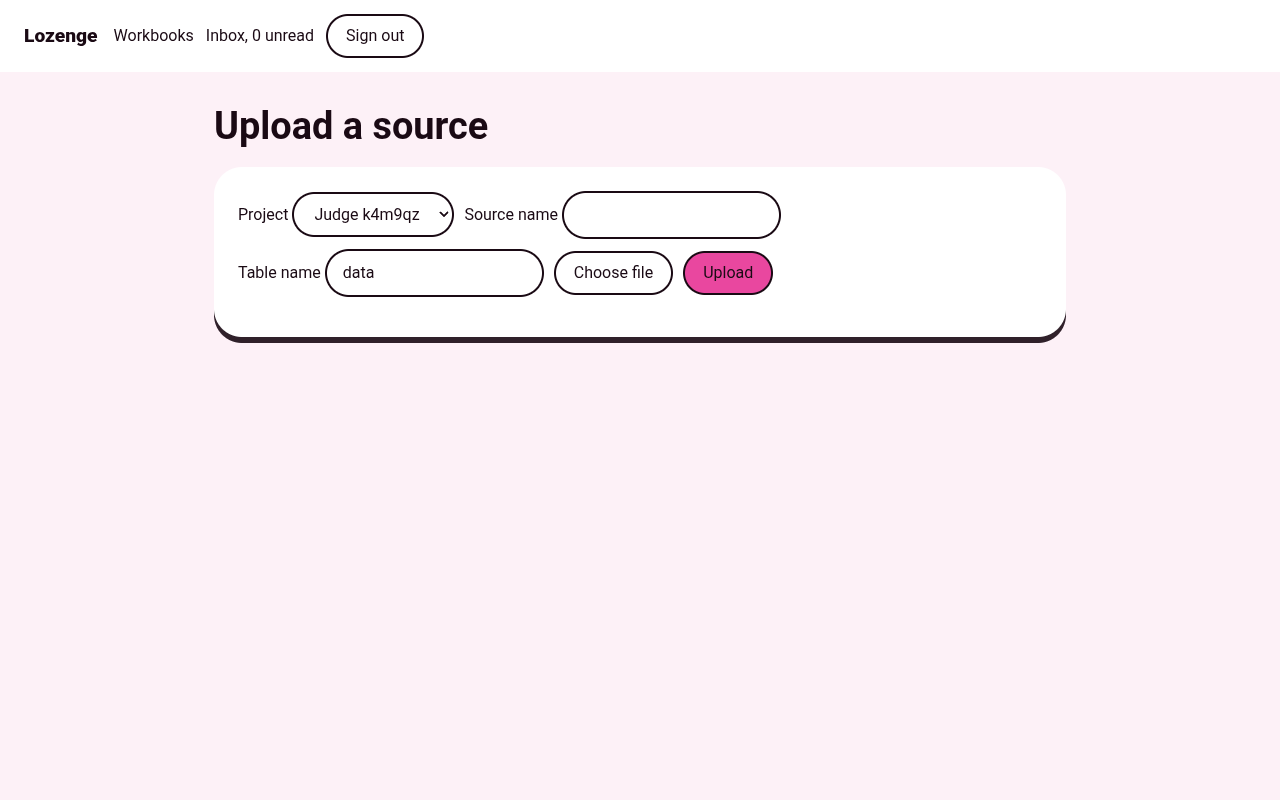 Lozenge Workbooks Inbox, 0 unread Sign out
Upload a source
Project Judge k4m9qz Source name
Table name data Choose file Upload